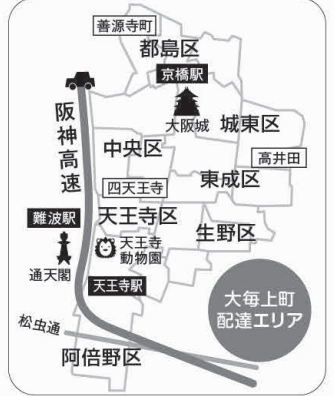 善源寺町
都島区
京橋駅
大阪城
城東区
阪神高速
中央区
高井田
東成区
四天王寺
天王寺区
難波駅
生野区
天王寺
動物園
通天閣
天王寺駅
大毎上町
配達エリア
松虫通
阿倍野区